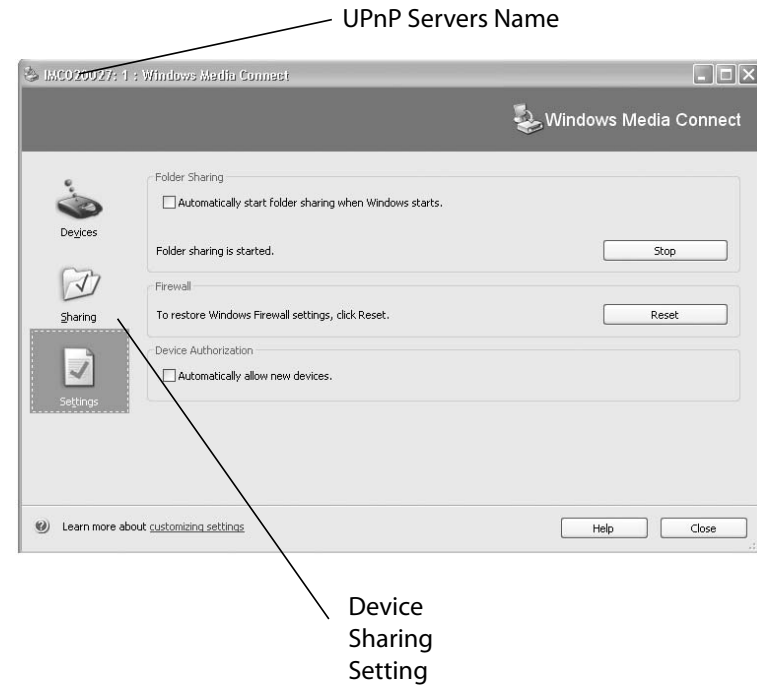 UPnP Servers Name
IMCO20027: 1 : Windows Media Connect
Windows Media Connect
Folder Sharing
Automatically start folder sharing when Windows starts.
Devices
Folder sharing is started.
Stop
Firewall
Sharing
To restore Windows Firewall settings, click Reset.
Reset
Device Authorization
Automatically allow new devices.
Settings
Learn more about customizing settings
Help
Close
Device
Sharing
Setting